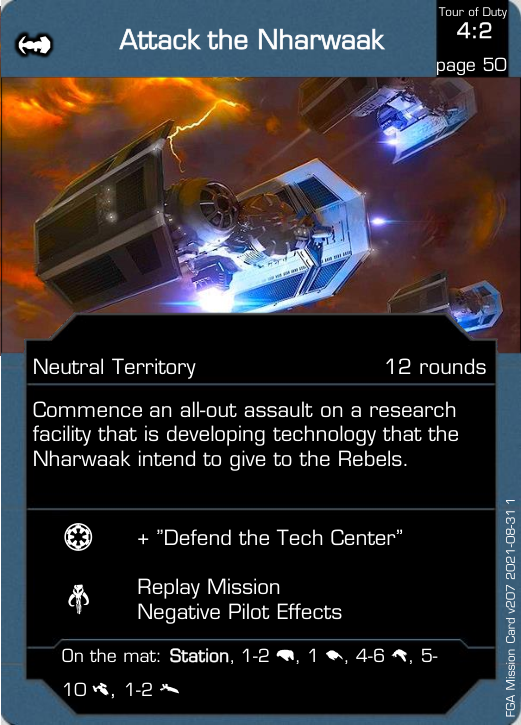 Attack the Nharwaak
Tour of Duty
4:2
page 50
Neutral Territory 12 rounds
Commence an all-out assault on a research
facility that is developing technology that the
Nharwaak intend to give to the Rebels.
+ "Defend the Tech Center"
Replay Mission
Negative Pilot Effects
On the mat: Station, 1-2 , 1 , 4-6 , 5-
10 , 1-2
FGA Mission Card v207 2021-08-31 1